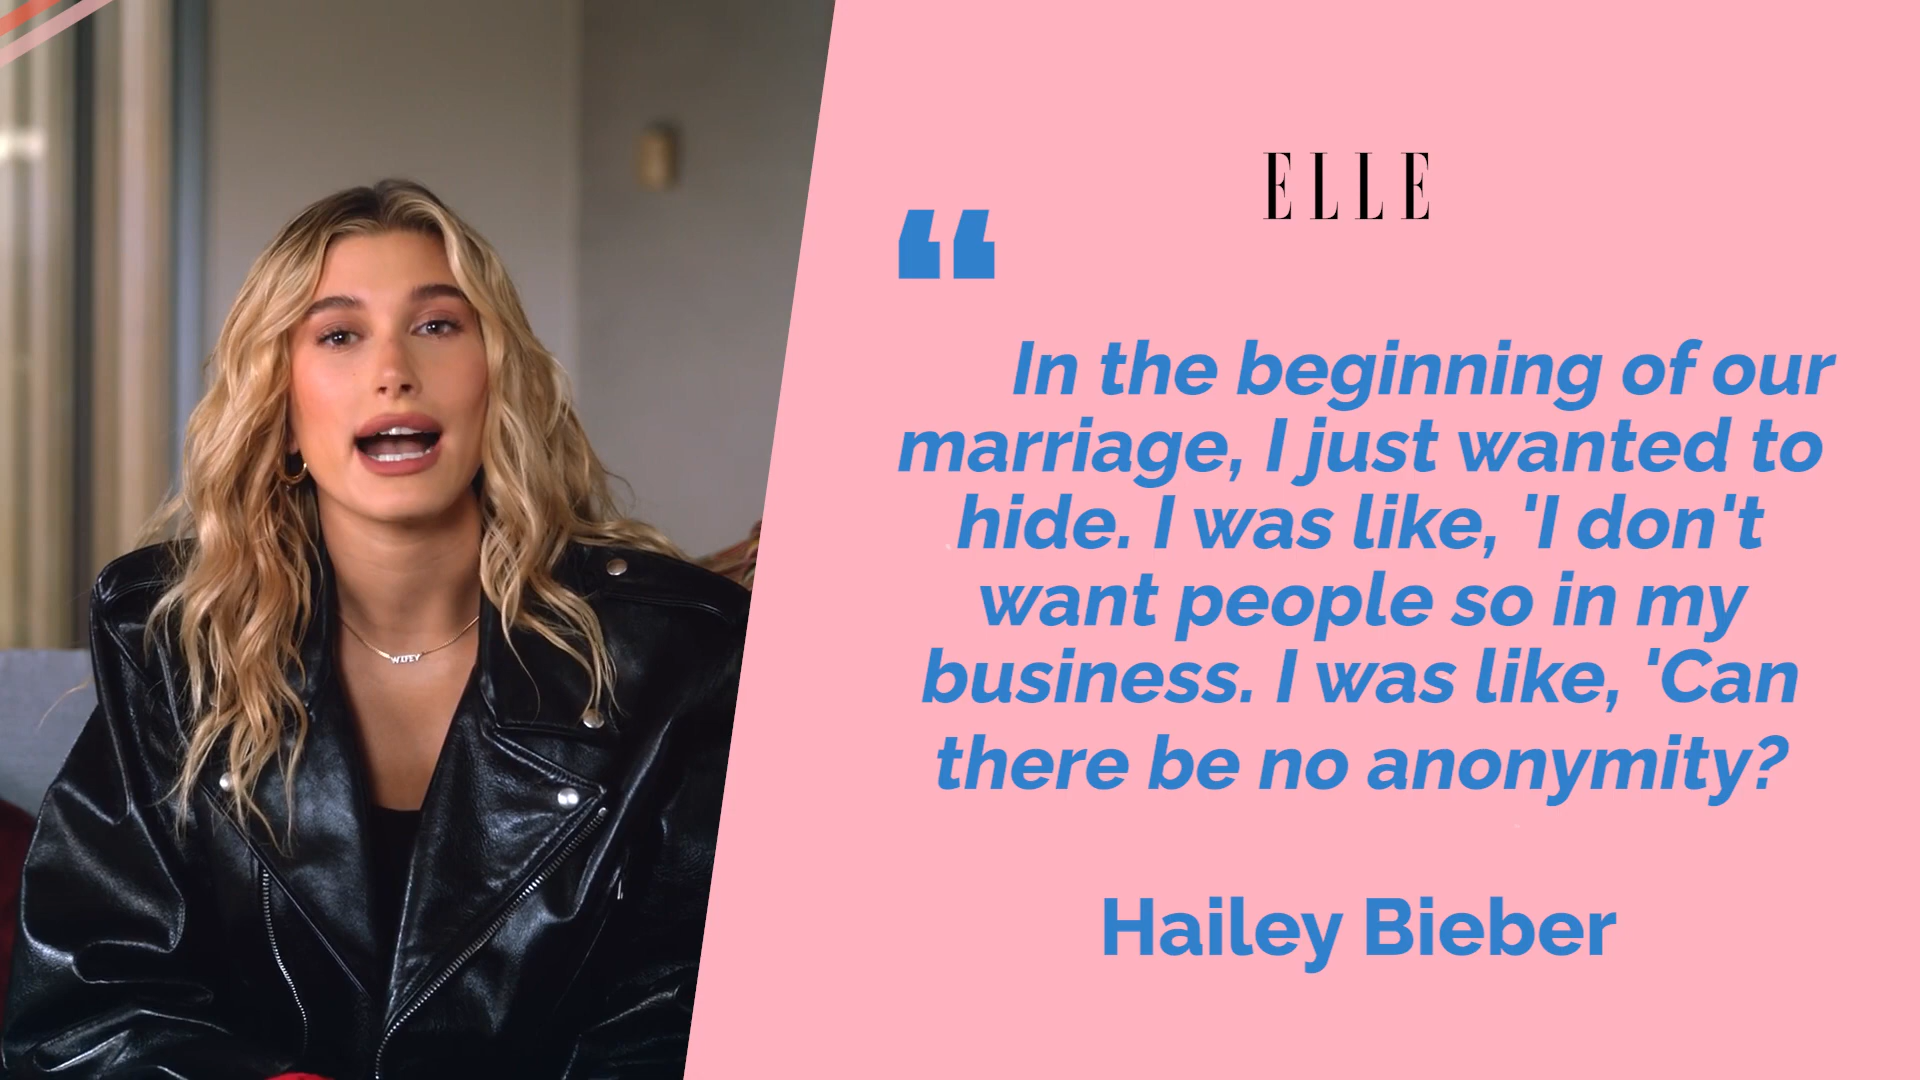 ELLE
“
In the beginning of our
marriage, I just wanted to
hide. I was like, 'I don't
want people so in my
business. I was like, 'Can
there be no anonymity?
Hailey Bieber
WIFEY